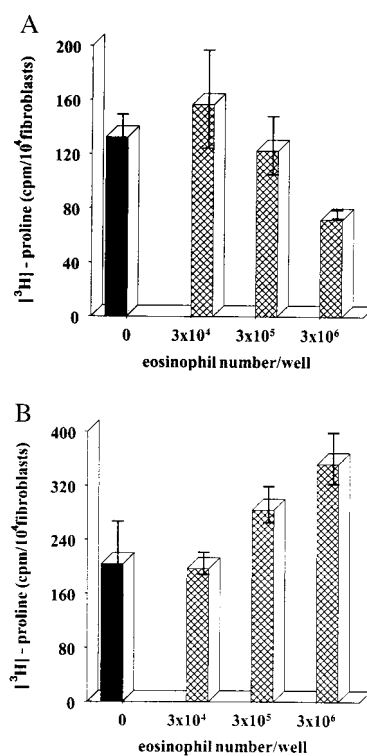 A
200
160
120
80
40
0
[³H] - proline (cpm/10⁴fibroblasts)
0 3x10⁴ 3x10⁵ 3x10⁶
eosinophil number/well
B
400
320
240
160
80
0
[³H] - proline (cpm/10⁴fibroblasts)
0 3x10⁴ 3x10⁵ 3x10⁶
eosinophil number/well